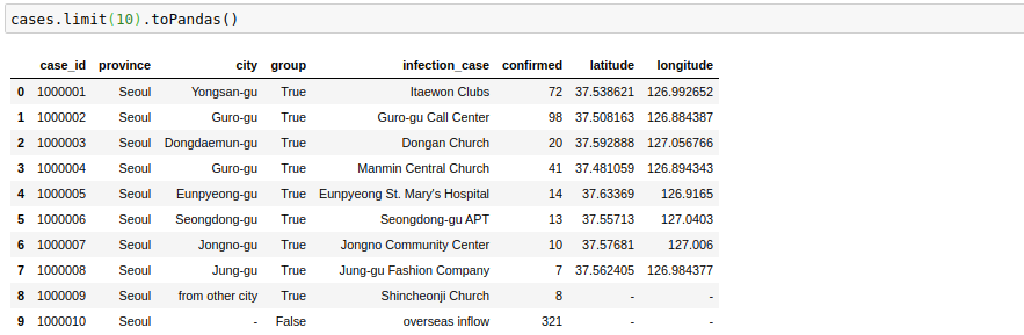 cases.limit(10).toPandas()
case_id province city group infection_case confirmed latitude longitude
0 1000001 Seoul Yongsan-gu True Itaewon Clubs 72 37.538621 126.992652
1 1000002 Seoul Guro-gu True Guro-gu Call Center 98 37.508163 126.884387
2 1000003 Seoul Dongdaemun-gu True Dongan Church 20 37.592888 127.056766
3 1000004 Seoul Guro-gu True Manmin Central Church 41 37.481059 126.894343
4 1000005 Seoul Eunpyeong-gu True Eunpyeong St. Mary's Hospital 14 37.63369 126.9165
5 1000006 Seoul Seongdong-gu True Seongdong-gu APT 13 37.55713 127.0403
6 1000007 Seoul Jongno-gu True Jongno Community Center 10 37.57681 127.006
7 1000008 Seoul Jung-gu True Jung-gu Fashion Company 7 37.562405 126.984377
8 1000009 Seoul from other city True Shincheonji Church 8 - -
9 1000010 Seoul - False overseas inflow 321 - -